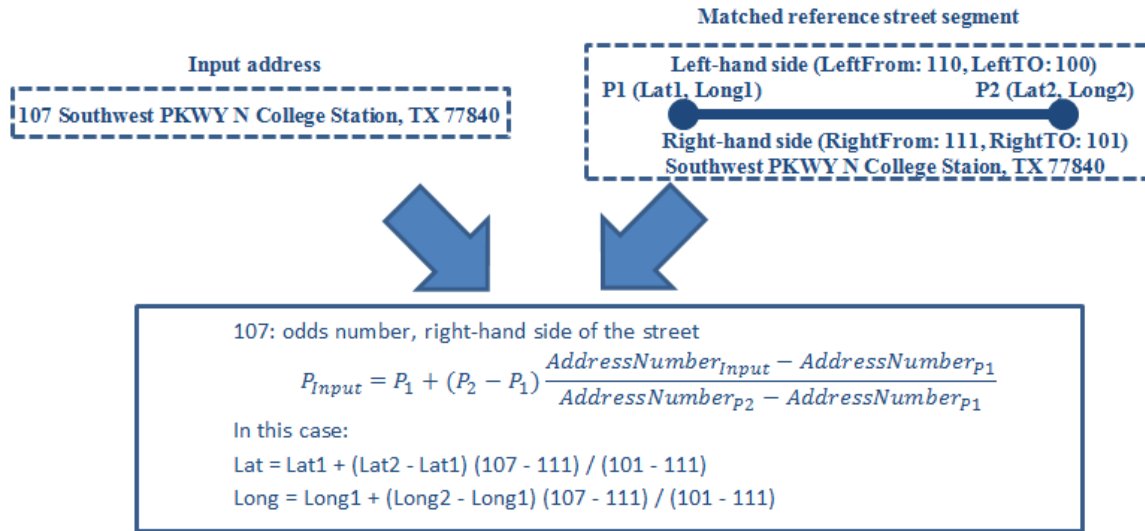 Input address
107 Southwest PKWY N College Station, TX 77840
Matched reference street segment
Left-hand side (LeftFrom: 110, LeftTO: 100)
P1 (Lat1, Long1) P2 (Lat2, Long2)
Right-hand side (RightFrom: 111, RightTO: 101)
Southwest PKWY N College Staion, TX 77840
107: odds number, right-hand side of the street
P_Input = P_1 + (P_2 − P_1) (AddressNumber_Input − AddressNumber_P1) / (AddressNumber_P2 − AddressNumber_P1)
In this case:
Lat = Lat1 + (Lat2 - Lat1) (107 - 111) / (101 - 111)
Long = Long1 + (Long2 - Long1) (107 - 111) / (101 - 111)